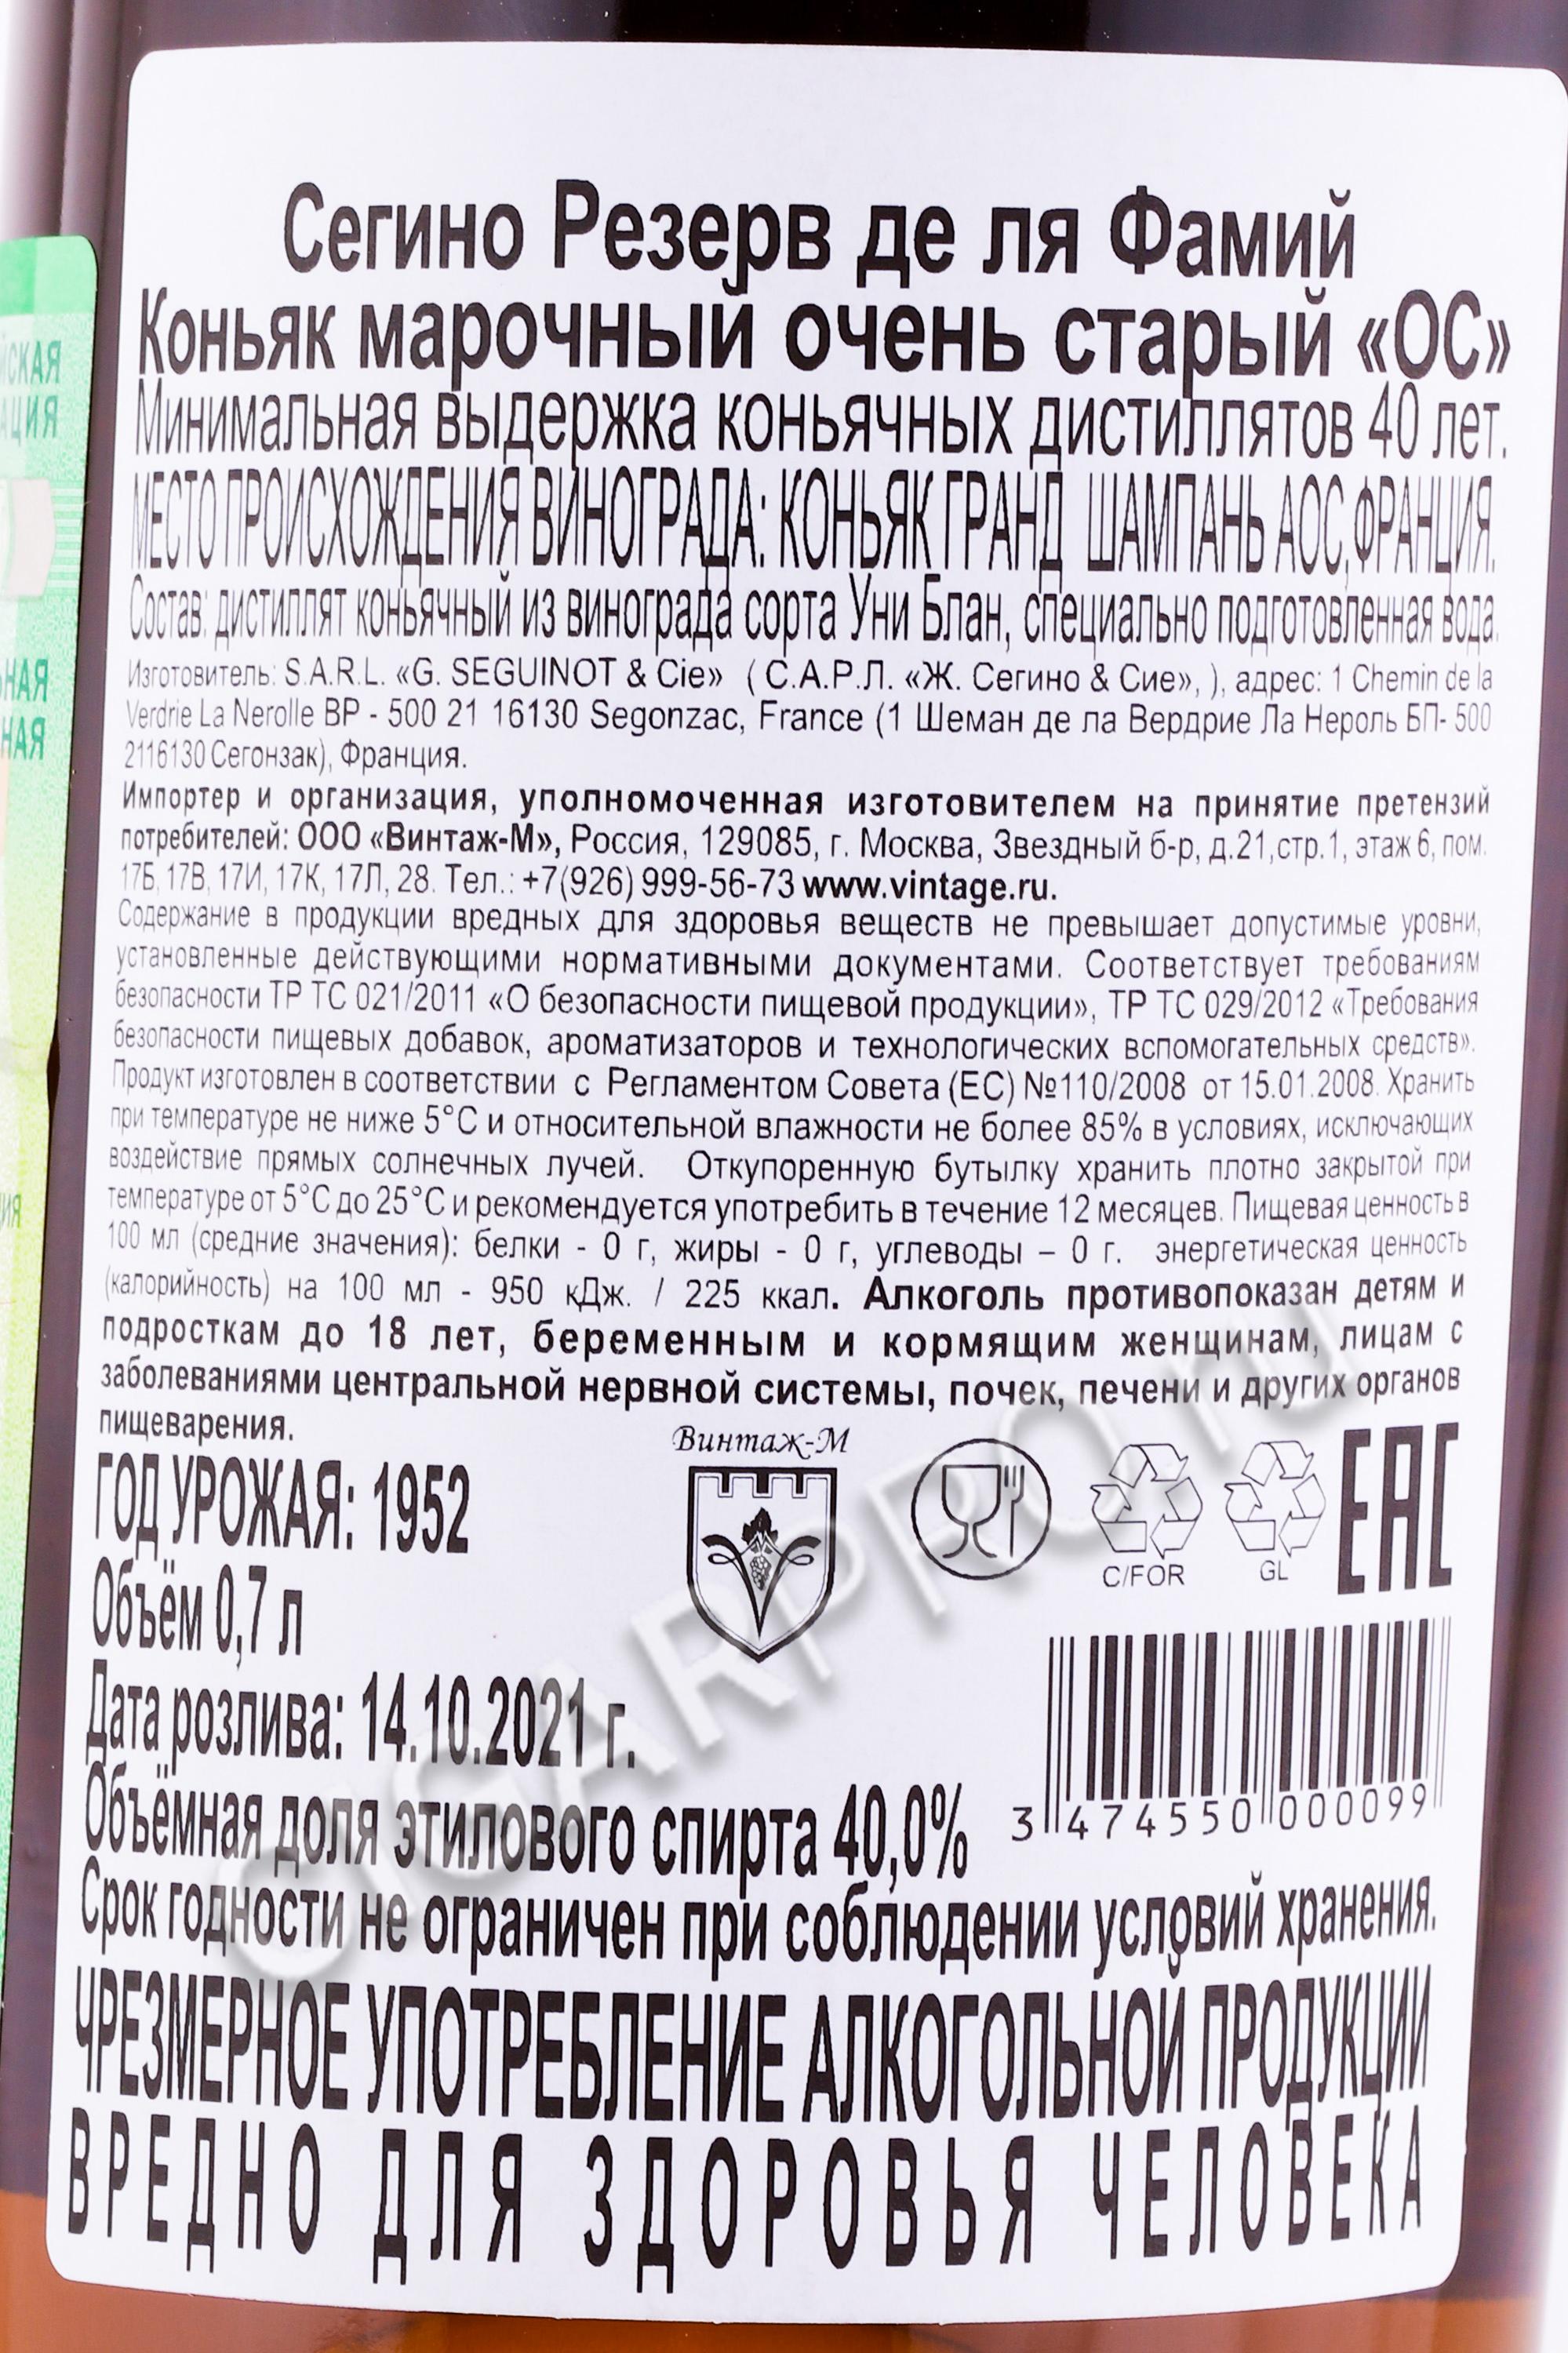 Сегино Резерв де ля Фамий
Коньяк марочный очень старый «ОС»
Минимальная выдержка коньячных дистиллятов 40 лет.
МЕСТО ПРОИСХОЖДЕНИЯ ВИНОГРАДА: КОНЬЯК ГРАНД ШАМПАНЬ АОС, ФРАНЦИЯ.
Состав: дистиллят коньячный из винограда сорта Уни Блан, специально подготовленная вода.
Изготовитель: S.A.R.L. «G. SEGUINOT & Cie» ( С.А.Р.Л. «Ж. Сегино & Сие», ), адрес: 1 Chemin de la
Verdrie La Nerolle BP - 500 21 16130 Segonzac, France (1 Шеман де ла Вердрие Ла Нероль БП- 500
2116130 Сегонзак), Франция.
Импортер и организация, уполномоченная изготовителем на принятие претензий
потребителей: ООО «Винтаж-М», Россия, 129085, г. Москва, Звездный б-р, д.21,стр.1, этаж 6, пом.
17Б, 17В, 17И, 17К, 17Л, 28. Тел.: +7(926) 999-56-73 www.vintage.ru.
Содержание в продукции вредных для здоровья веществ не превышает допустимые уровни,
установленные действующими нормативными документами. Соответствует требованиям
безопасности ТР ТС 021/2011 «О безопасности пищевой продукции», ТР ТС 029/2012 «Требования
безопасности пищевых добавок, ароматизаторов и технологических вспомогательных средств».
Продукт изготовлен в соответствии с Регламентом Совета (ЕС) №110/2008 от 15.01.2008. Хранить
при температуре не ниже 5°С и относительной влажности не более 85% в условиях, исключающих
воздействие прямых солнечных лучей. Откупоренную бутылку хранить плотно закрытой при
температуре от 5°С до 25°С и рекомендуется употребить в течение 12 месяцев. Пищевая ценность в
100 мл (средние значения): белки - 0 г, жиры - 0 г, углеводы – 0 г. энергетическая ценность
(калорийность) на 100 мл - 950 кДж. / 225 ккал. Алкоголь противопоказан детям и
подросткам до 18 лет, беременным и кормящим женщинам, лицам с
заболеваниями центральной нервной системы, почек, печени и других органов
пищеварения.
Винтаж-М
ГОД УРОЖАЯ: 1952
C/FOR
GL
EAC
Объём 0,7 л
Дата розлива: 14.10.2021 г.
Объёмная доля этилового спирта 40,0%
3 474550 000099
Срок годности не ограничен при соблюдении условий хранения.
ЧРЕЗМЕРНОЕ УПОТРЕБЛЕНИЕ АЛКОГОЛЬНОЙ ПРОДУКЦИИ
ВРЕДНО ДЛЯ ЗДОРОВЬЯ ЧЕЛОВЕКА
CIGARPRO.ru